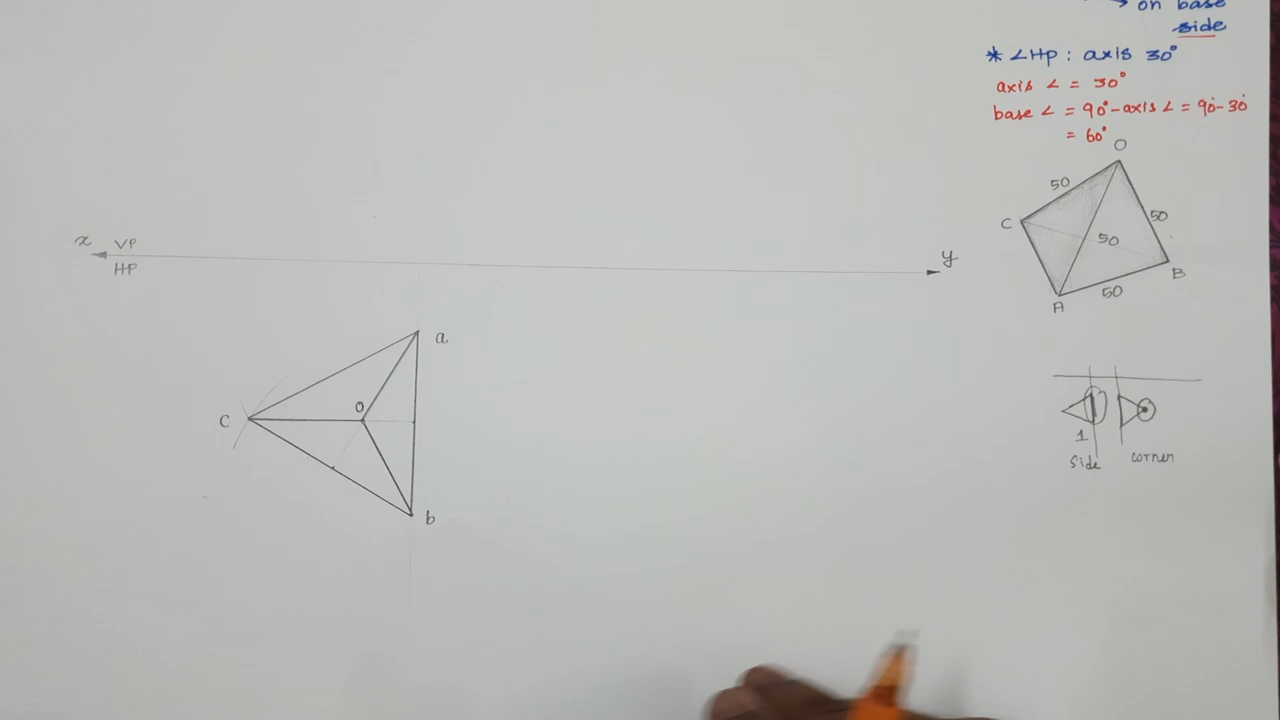 on base
side
* ∠HP : axis 30°
axis ∠ = 30°
base ∠ = 90° - axis ∠ = 90° - 30°
= 60°
O
50
C
50
50
50
B
A
x
VP
HP
y
a
O
C
b
1
Side
corner